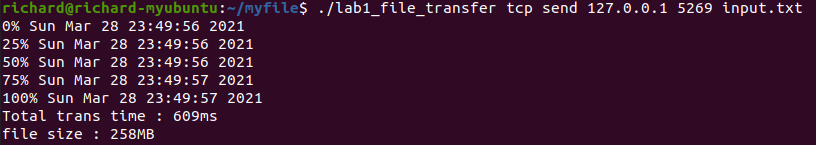 richard@richard-myubuntu:~/myfile$ ./lab1_file_transfer tcp send 127.0.0.1 5269 input.txt
0% Sun Mar 28 23:49:56 2021
25% Sun Mar 28 23:49:56 2021
50% Sun Mar 28 23:49:56 2021
75% Sun Mar 28 23:49:57 2021
100% Sun Mar 28 23:49:57 2021
Total trans time : 609ms
file size : 258MB